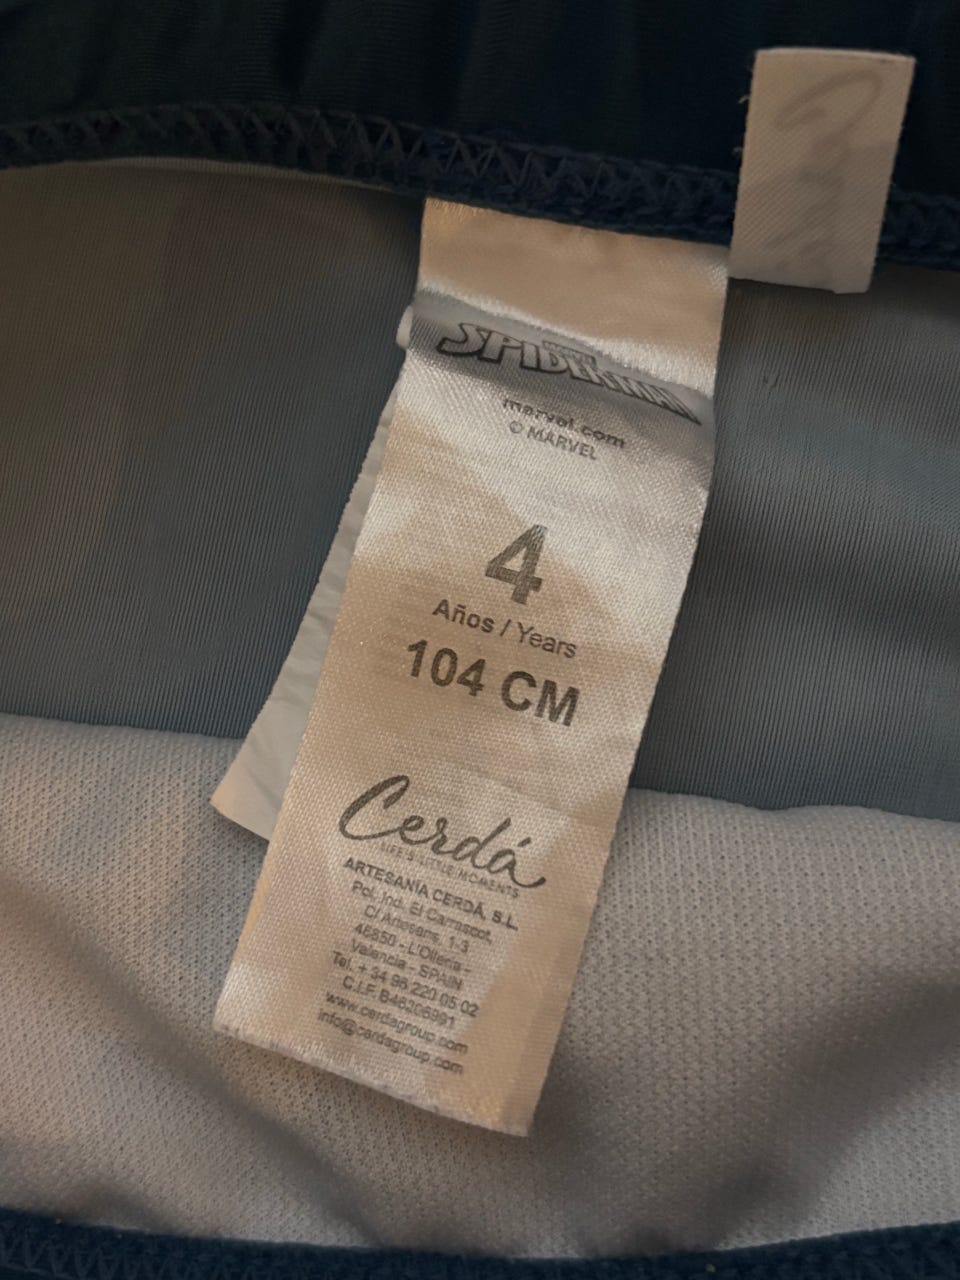 MARVEL
SPIDER-MAN
marvel.com
© MARVEL
4
Años / Years
104 CM
Cerdá
LIFE'S LITTLE MOMENTS
ARTESANÍA CERDÁ, S.L.
Pol. Ind. El Carrascot,
C/ Artesans, 1-3
46850 - L'Olleria -
Valencia - SPAIN
Tel. + 34 96 220 05 02
C.I.F. B46206991
www.cerdagroup.com
info@cerdagroup.com